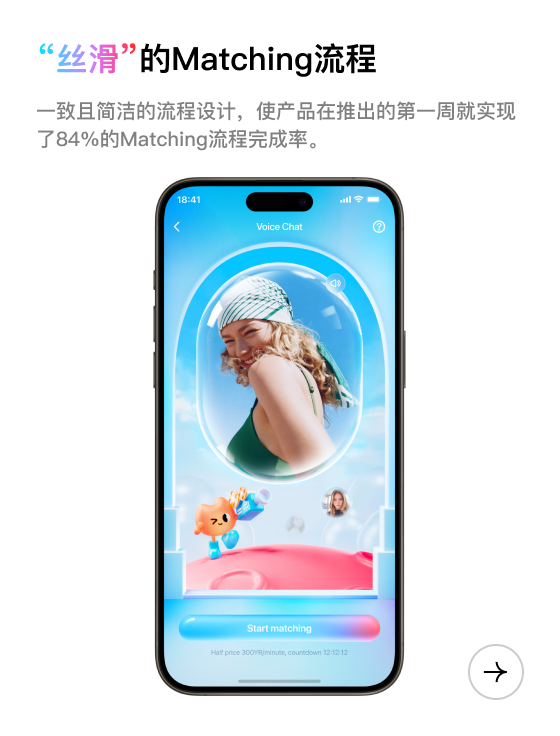 “丝滑”的Matching流程
一致且简洁的流程设计，使产品在推出的第一周就实现
了84%的Matching流程完成率。
18:41
Voice Chat
Start matching
Half price 300YR/minute, countdown 12:12:12